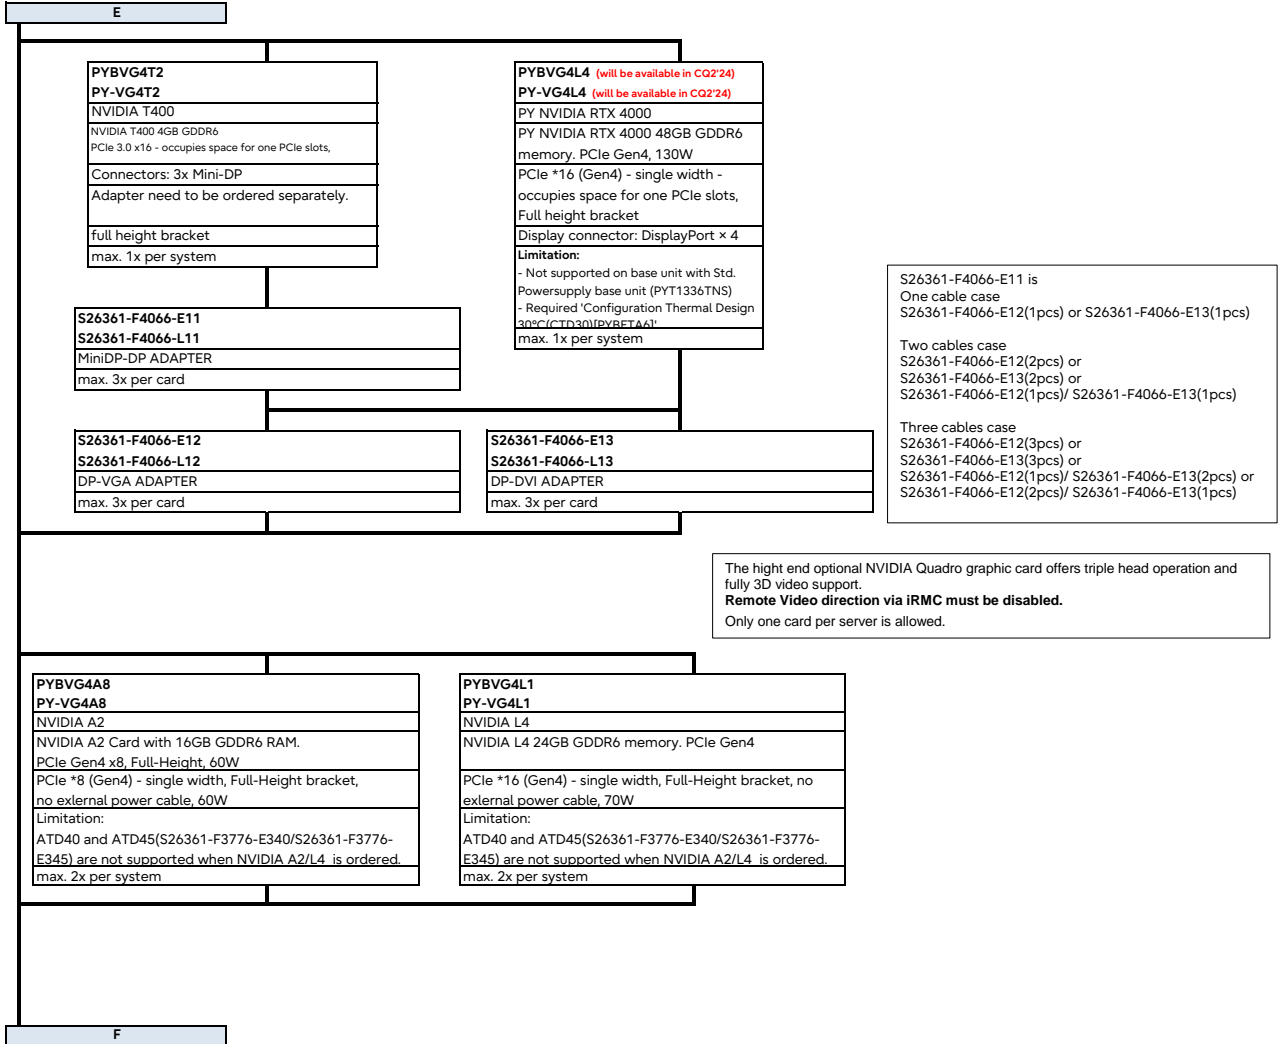 E
PYBVG4T2
PY-VG4T2
NVIDIA T400
NVIDIA T400 4GB GDDR6
PCIe 3.0 x16 - occupies space for one PCIe slots,
Connectors: 3x Mini-DP
Adapter need to be ordered separately.
full height bracket
max. 1x per system
PYBVG4L4 (will be available in CQ2'24)
PY-VG4L4 (will be available in CQ2'24)
PY NVIDIA RTX 4000
PY NVIDIA RTX 4000 48GB GDDR6
memory. PCIe Gen4, 130W
PCIe *16 (Gen4) - single width -
occupies space for one PCIe slots,
Full height bracket
Display connector: DisplayPort × 4
Limitation:
- Not supported on base unit with Std.
Powersupply base unit (PYT1336TNS)
- Required 'Configuration Thermal Design
30°C(CTD30)[PYBETA6]'
max. 1x per system
S26361-F4066-E11
S26361-F4066-L11
MiniDP-DP ADAPTER
max. 3x per card
S26361-F4066-E12
S26361-F4066-L12
DP-VGA ADAPTER
max. 3x per card
S26361-F4066-E13
S26361-F4066-L13
DP-DVI ADAPTER
max. 3x per card
S26361-F4066-E11 is
One cable case
S26361-F4066-E12(1pcs) or S26361-F4066-E13(1pcs)
Two cables case
S26361-F4066-E12(2pcs) or
S26361-F4066-E13(2pcs) or
S26361-F4066-E12(1pcs)/ S26361-F4066-E13(1pcs)
Three cables case
S26361-F4066-E12(3pcs) or
S26361-F4066-E13(3pcs) or
S26361-F4066-E12(1pcs)/ S26361-F4066-E13(2pcs) or
S26361-F4066-E12(2pcs)/ S26361-F4066-E13(1pcs)
The hight end optional NVIDIA Quadro graphic card offers triple head operation and
fully 3D video support.
Remote Video direction via iRMC must be disabled.
Only one card per server is allowed.
PYBVG4A8
PY-VG4A8
NVIDIA A2
NVIDIA A2 Card with 16GB GDDR6 RAM.
PCIe Gen4 x8, Full-Height, 60W
PCIe *8 (Gen4) - single width, Full-Height bracket,
no exlernal power cable, 60W
Limitation:
ATD40 and ATD45(S26361-F3776-E340/S26361-F3776-
E345) are not supported when NVIDIA A2/L4 is ordered.
max. 2x per system
PYBVG4L1
PY-VG4L1
NVIDIA L4
NVIDIA L4 24GB GDDR6 memory. PCIe Gen4
PCIe *16 (Gen4) - single width, Full-Height bracket, no
exlernal power cable, 70W
Limitation:
ATD40 and ATD45(S26361-F3776-E340/S26361-F3776-
E345) are not supported when NVIDIA A2/L4 is ordered.
max. 2x per system
F